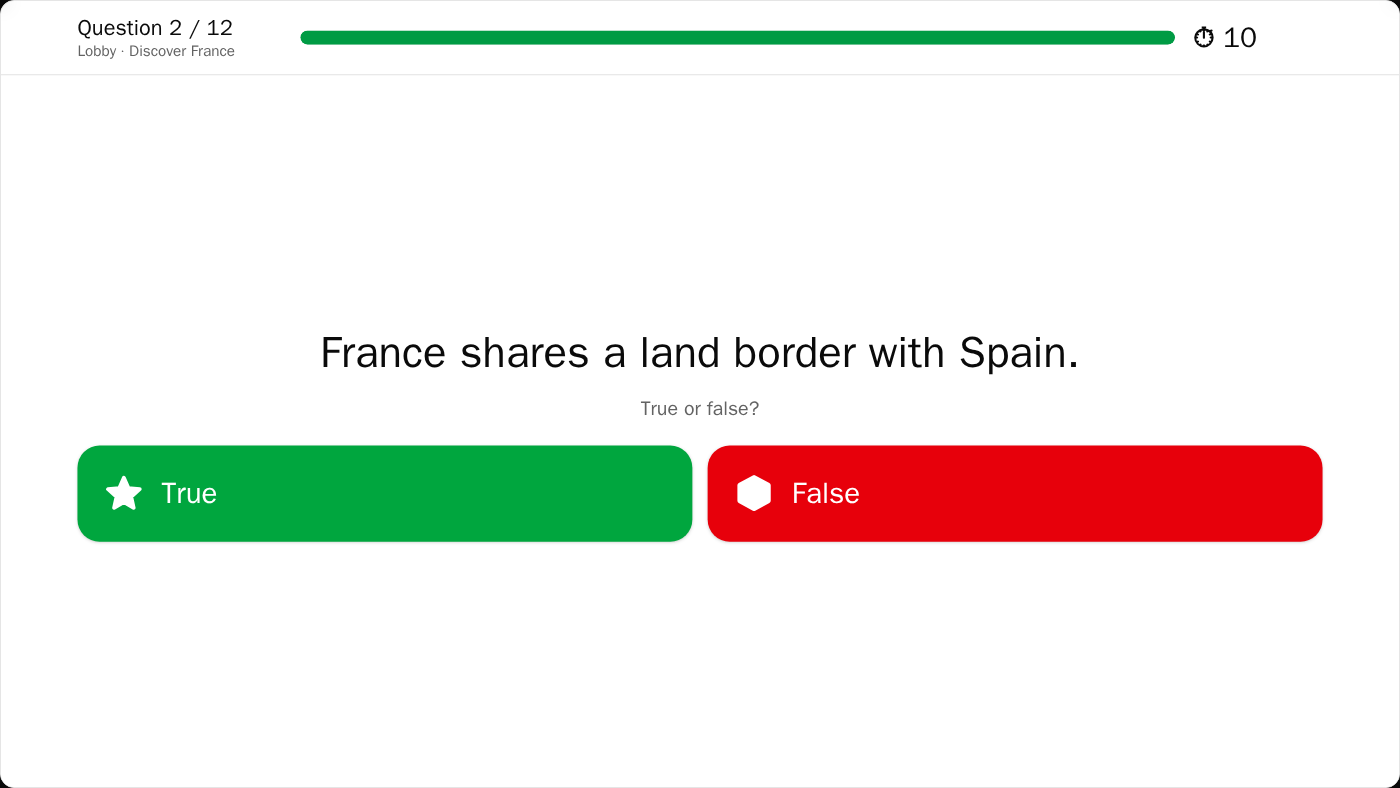 Question 2 / 12
Lobby · Discover France
⏱ 10
France shares a land border with Spain.
True or false?
True
False